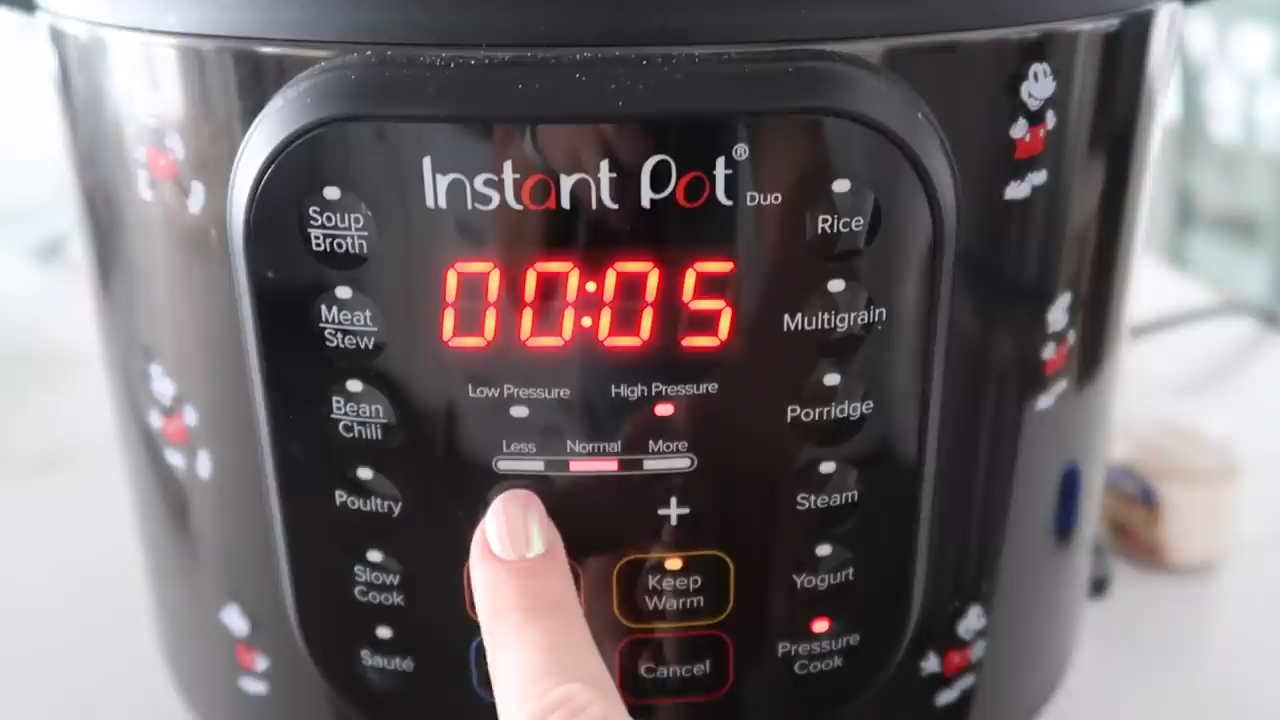 Instant Pot® Duo
Soup
Broth
Meat
Stew
Bean
Chili
Poultry
Slow
Cook
Sauté
00:05
Low Pressure High Pressure
Less Normal More
+
Keep
Warm
Cancel
Rice
Multigrain
Porridge
Steam
Yogurt
Pressure
Cook